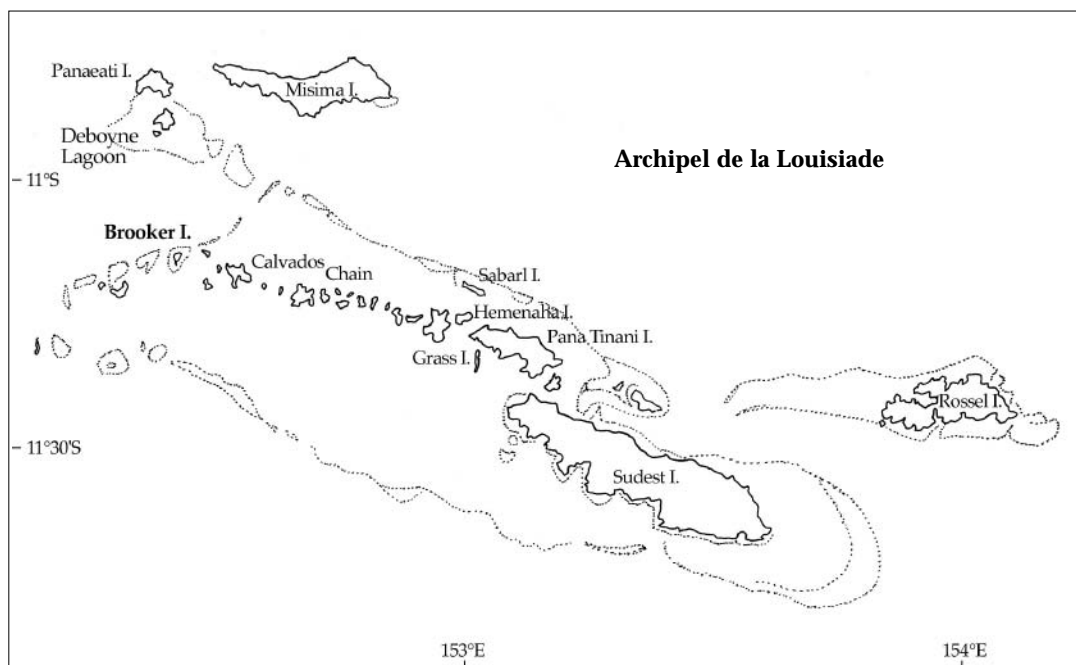 Panaeati I.
Misima I.
Deboyne
Lagoon
Archipel de la Louisiade
11°S
Brooker I.
Calvados
Chain
Sabarl I.
Hemenaha I.
Pana Tinani I.
Grass I.
Rossel I.
11°30'S
Sudest I.
153°E
154°E